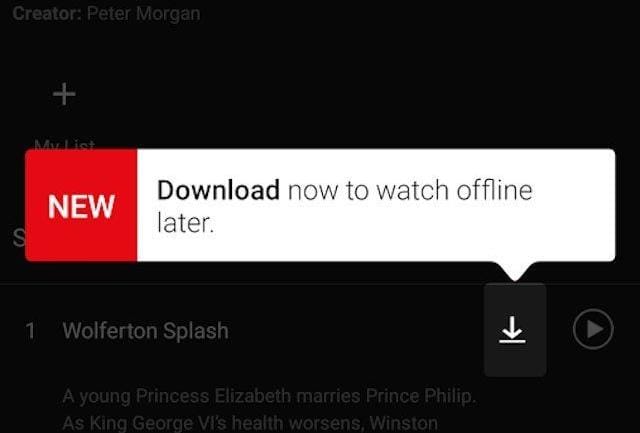 Creator: Peter Morgan
My List
NEW
Download now to watch offline
later.
S
1 Wolferton Splash
A young Princess Elizabeth marries Prince Philip.
As King George VI's health worsens, Winston